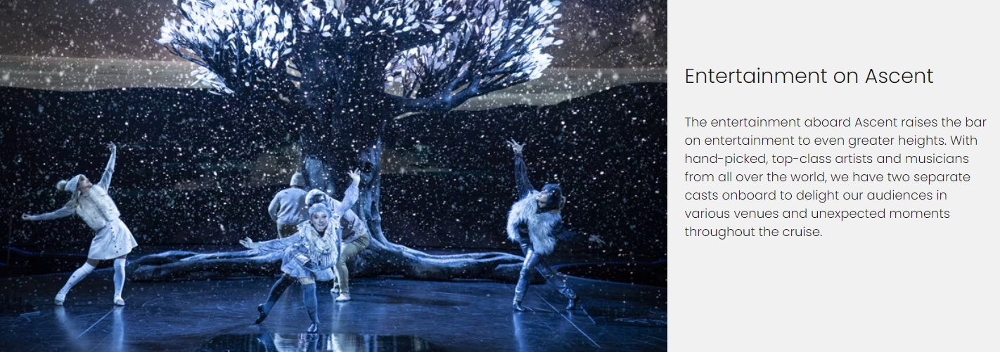 Entertainment on Ascent
The entertainment aboard Ascent raises the bar
on entertainment to even greater heights. With
hand-picked, top-class artists and musicians
from all over the world, we have two separate
casts onboard to delight our audiences in
various venues and unexpected moments
throughout the cruise.